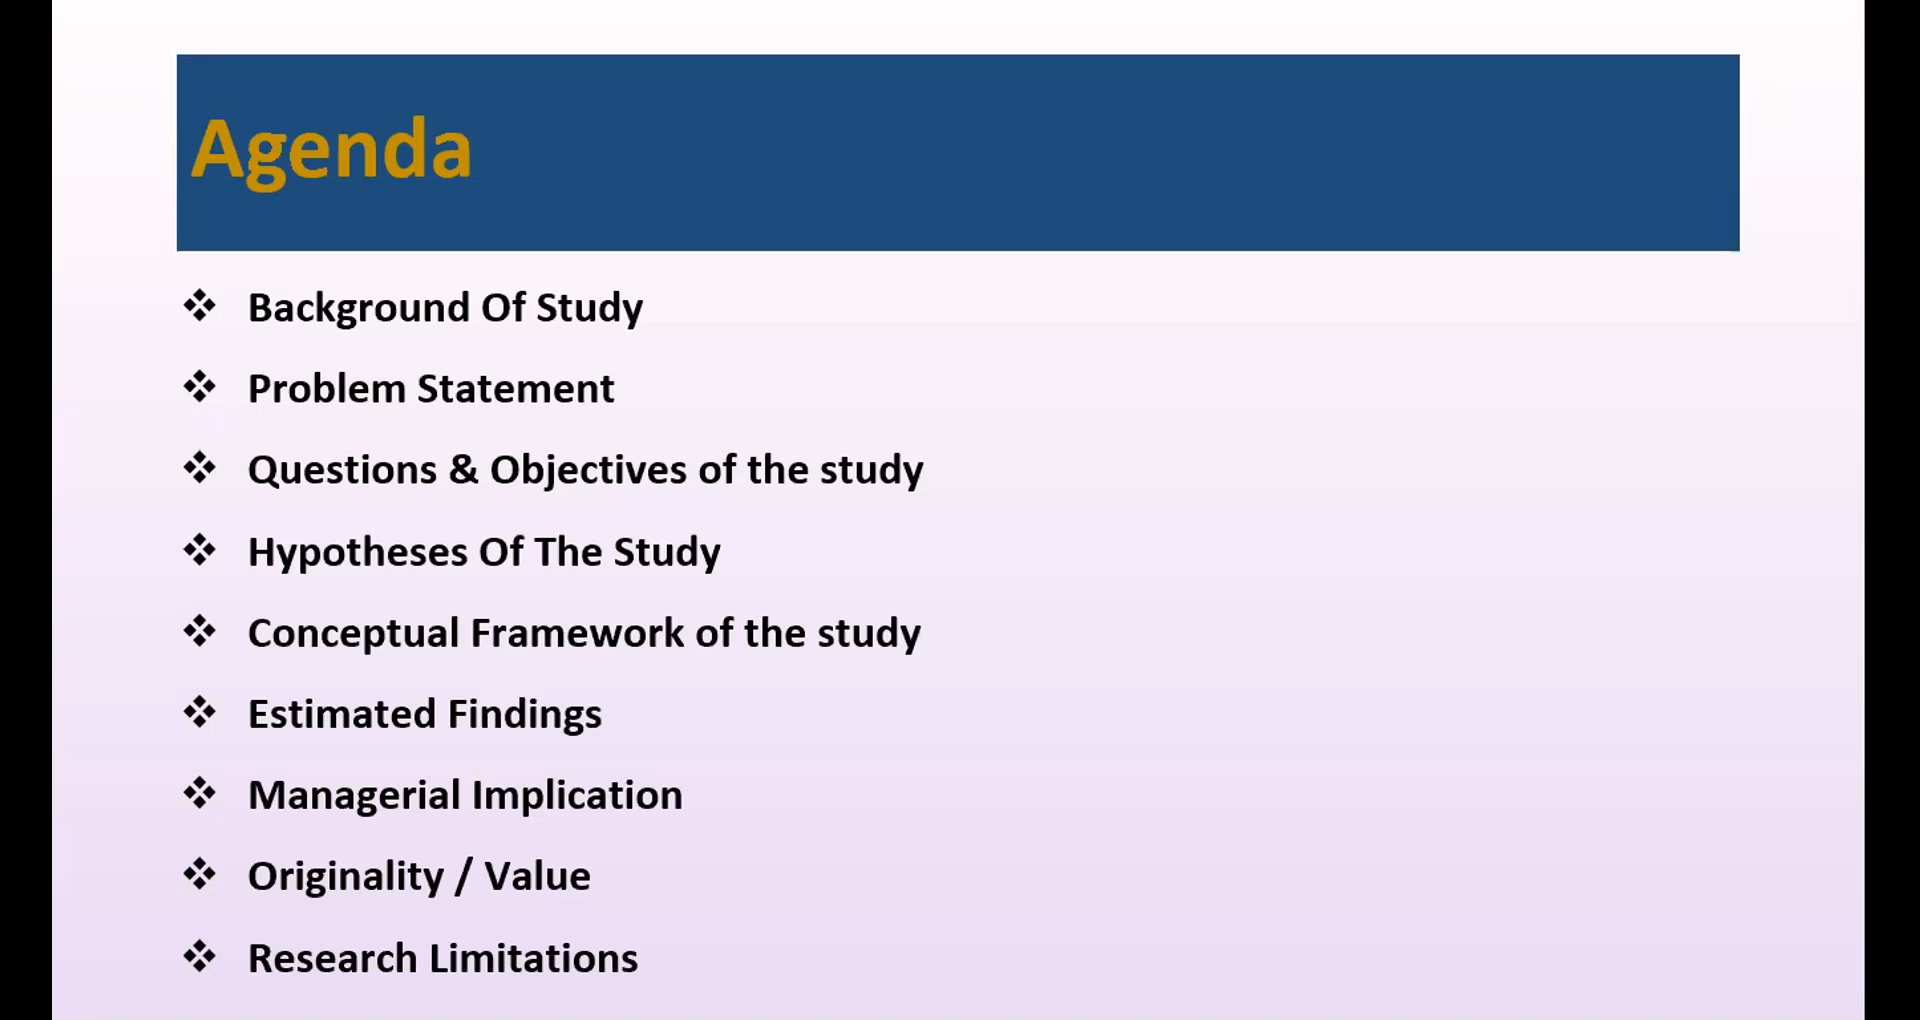 Agenda
❖ Background Of Study
❖ Problem Statement
❖ Questions & Objectives of the study
❖ Hypotheses Of The Study
❖ Conceptual Framework of the study
❖ Estimated Findings
❖ Managerial Implication
❖ Originality / Value
❖ Research Limitations